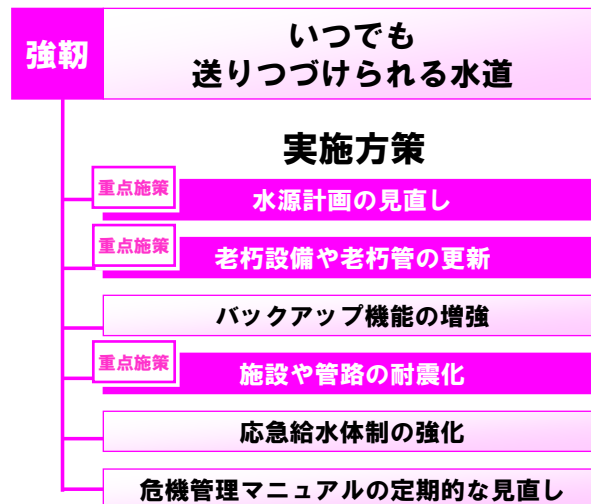 強靭
いつでも
送りつづけられる水道
実施方策
重点施策
水源計画の見直し
重点施策
老朽設備や老朽管の更新
バックアップ機能の増強
重点施策
施設や管路の耐震化
応急給水体制の強化
危機管理マニュアルの定期的な見直し